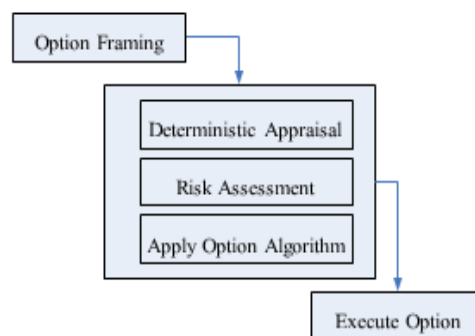 Option Framing
Deterministic Appraisal
Risk Assessment
Apply Option Algorithm
Execute Option